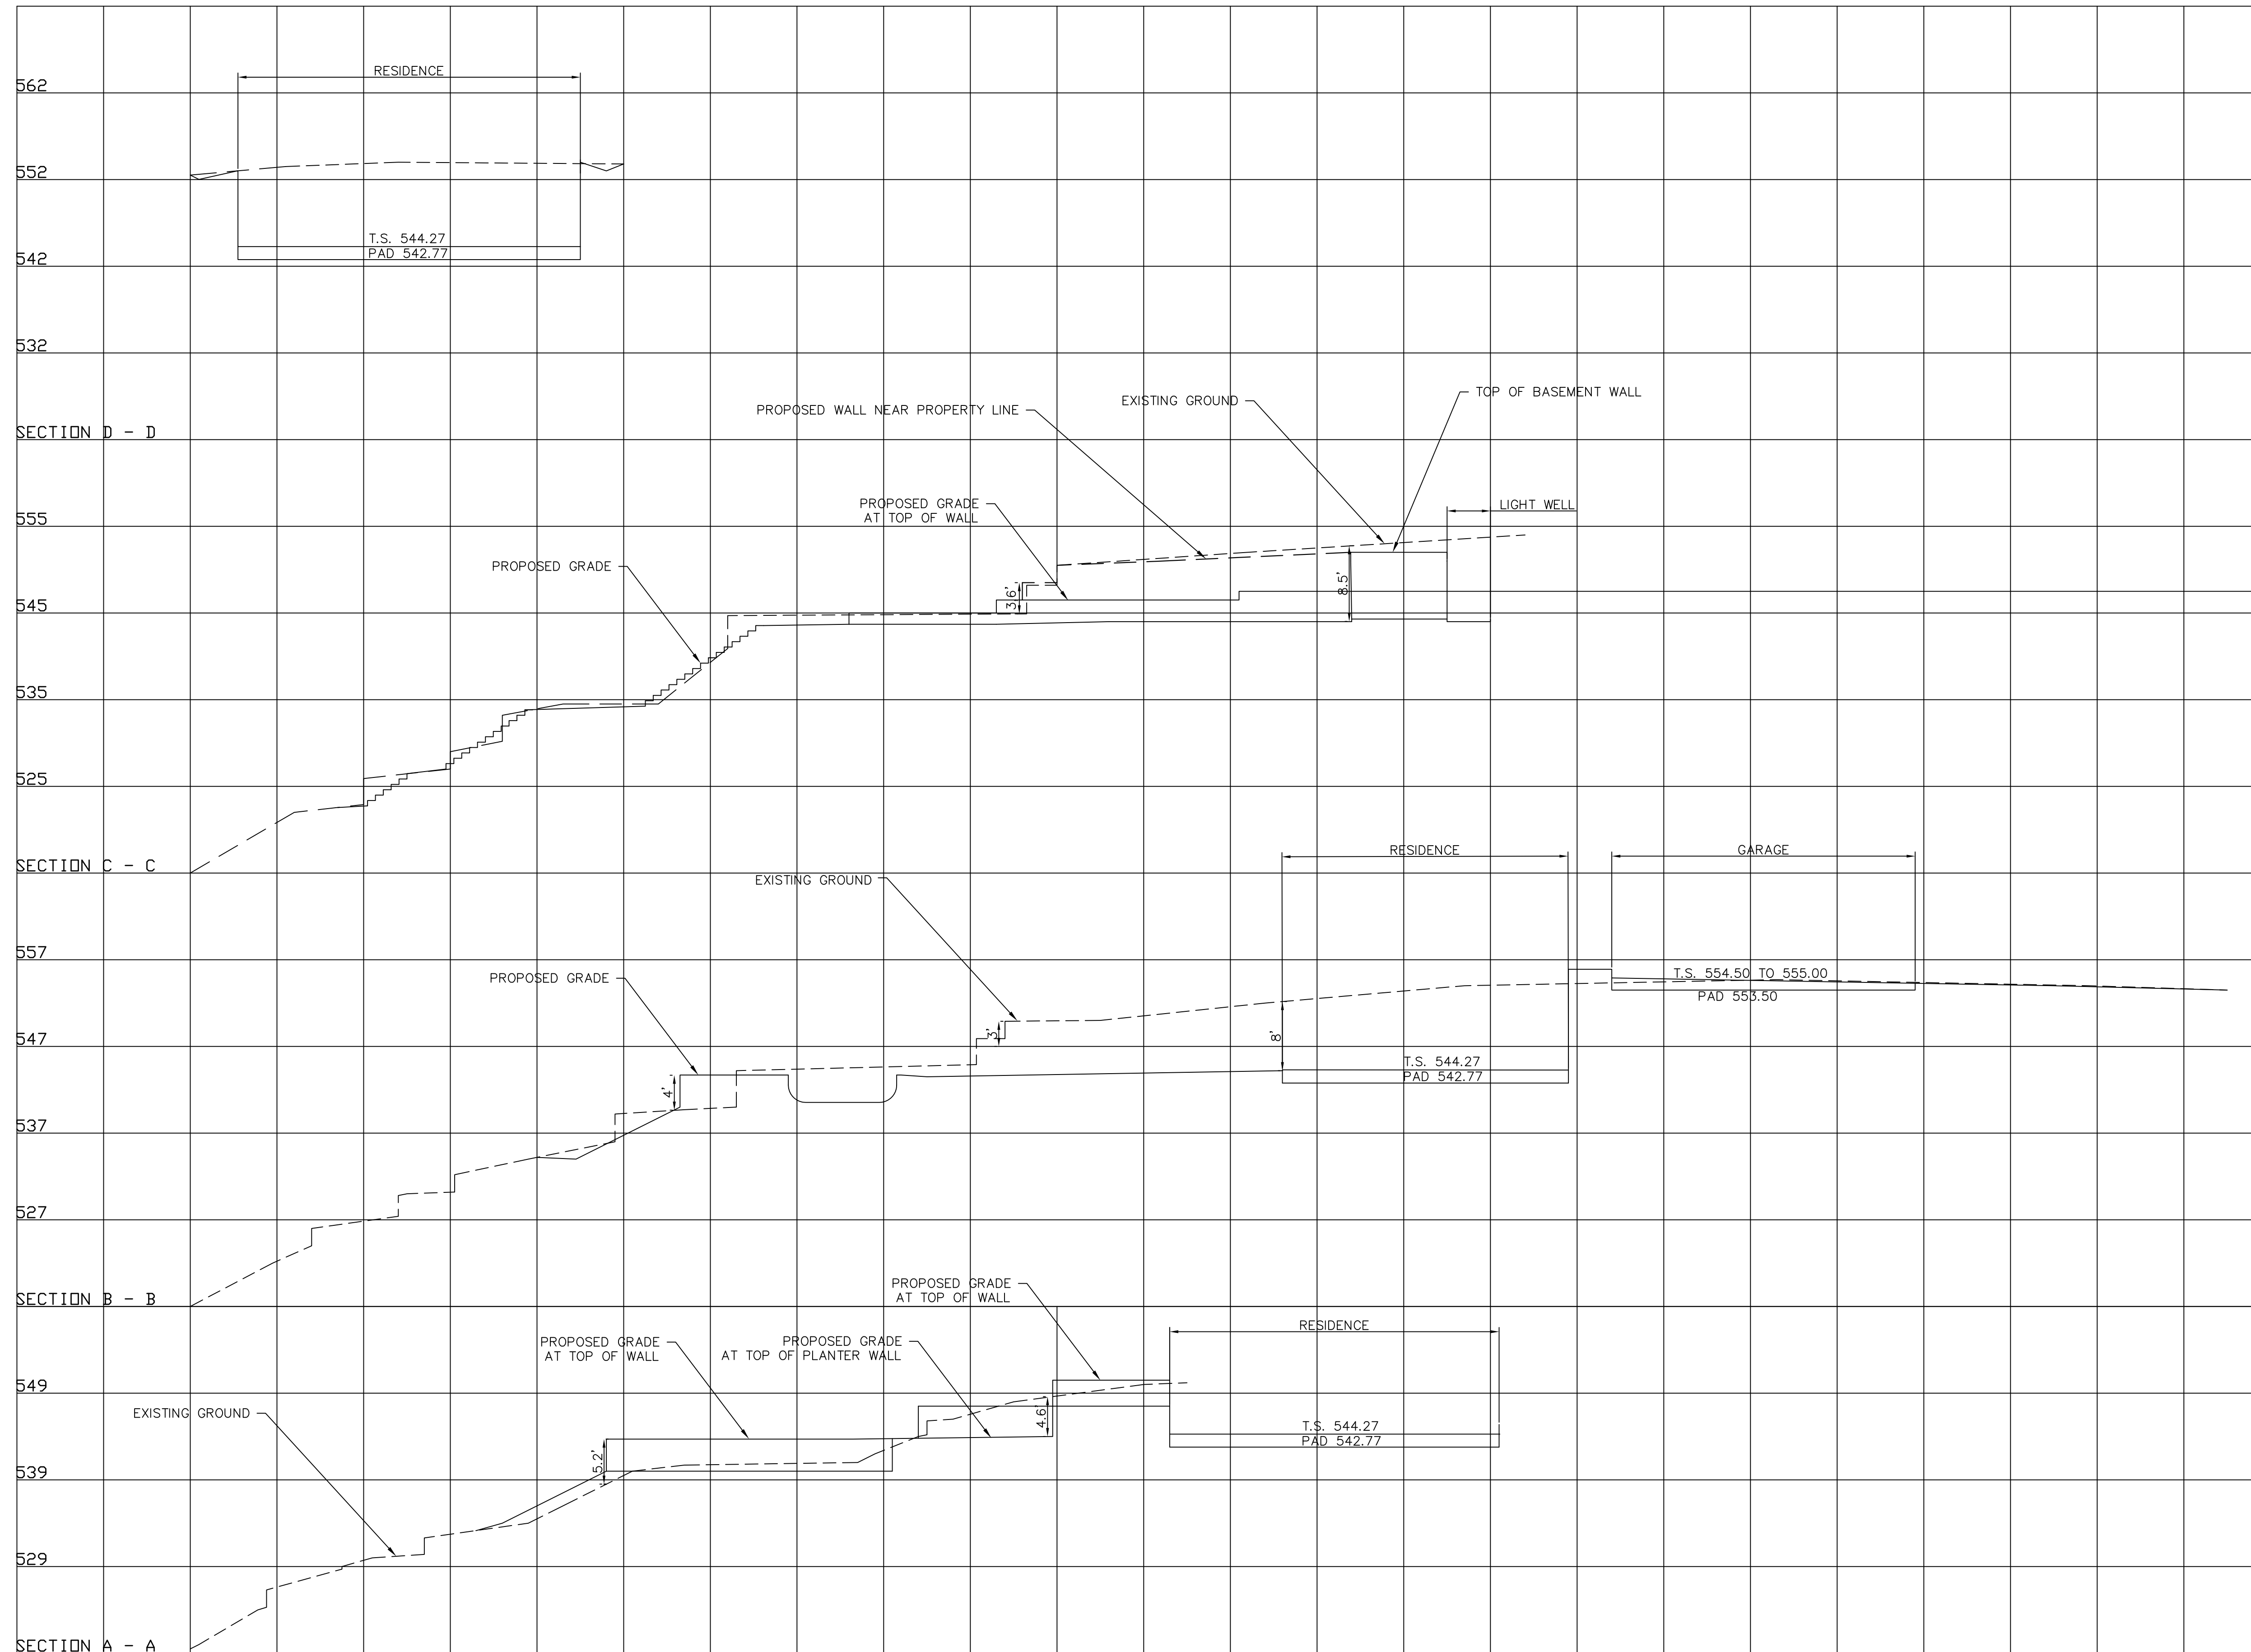 RESIDENCE
562
552
T.S. 544.27
PAD 542.77
542
532
SECTION D - D
TOP OF BASEMENT WALL
EXISTING GROUND
PROPOSED WALL NEAR PROPERTY LINE
PROPOSED GRADE
AT TOP OF WALL
LIGHT WELL
555
PROPOSED GRADE
8.5'
3.6'
545
535
525
SECTION C - C
RESIDENCE
GARAGE
EXISTING GROUND
557
PROPOSED GRADE
T.S. 554.50 TO 555.00
PAD 553.50
3'
8'
547
T.S. 544.27
PAD 542.77
4'
537
527
SECTION B - B
PROPOSED GRADE
AT TOP OF WALL
RESIDENCE
PROPOSED GRADE
AT TOP OF WALL
PROPOSED GRADE
AT TOP OF PLANTER WALL
549
EXISTING GROUND
4.6'
T.S. 544.27
PAD 542.77
5.2'
539
529
SECTION A - A